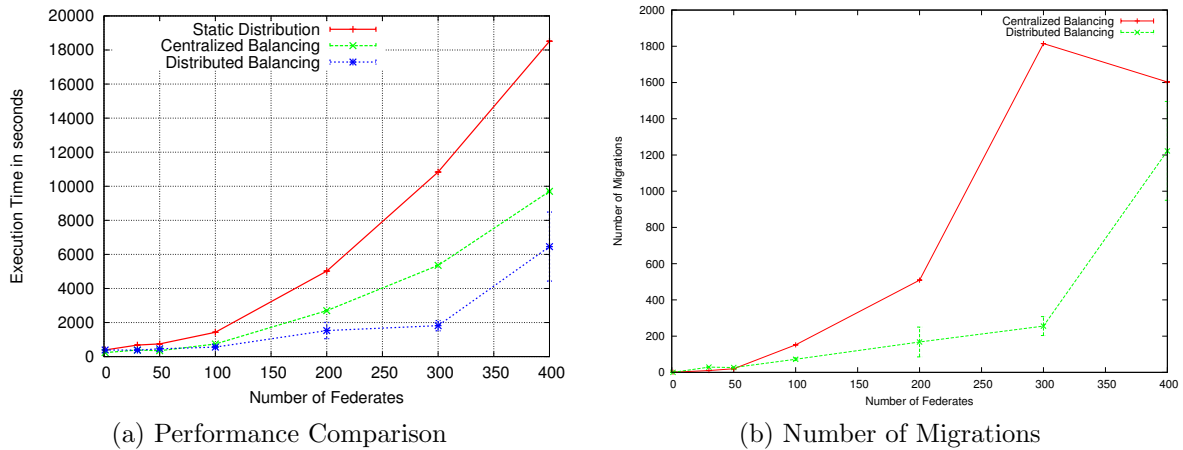 20000
18000
16000
14000
12000
10000
8000
6000
4000
2000
0
Execution Time in seconds
Static Distribution
Centralized Balancing
Distributed Balancing
0 50 100 150 200 250 300 350 400
Number of Federates
(a) Performance Comparison
2000
1800
1600
1400
1200
1000
800
600
400
200
0
Number of Migrations
Centralized Balancing
Distributed Balancing
0 50 100 150 200 250 300 350 400
Number of Federates
(b) Number of Migrations